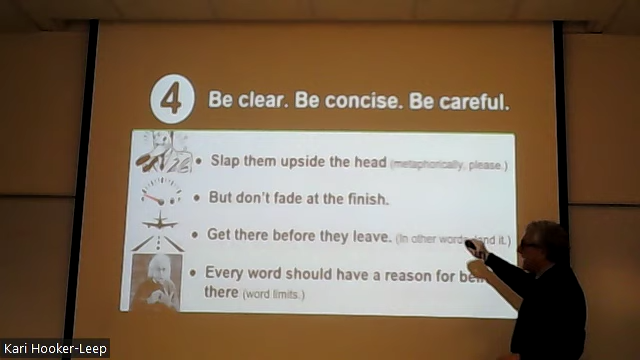 4 Be clear. Be concise. Be careful.
• Slap them upside the head (metaphorically, please.)
• But don't fade at the finish.
• Get there before they leave. (In other words, land it.)
• Every word should have a reason for
there (word limits.)
Kari Hooker-Leep